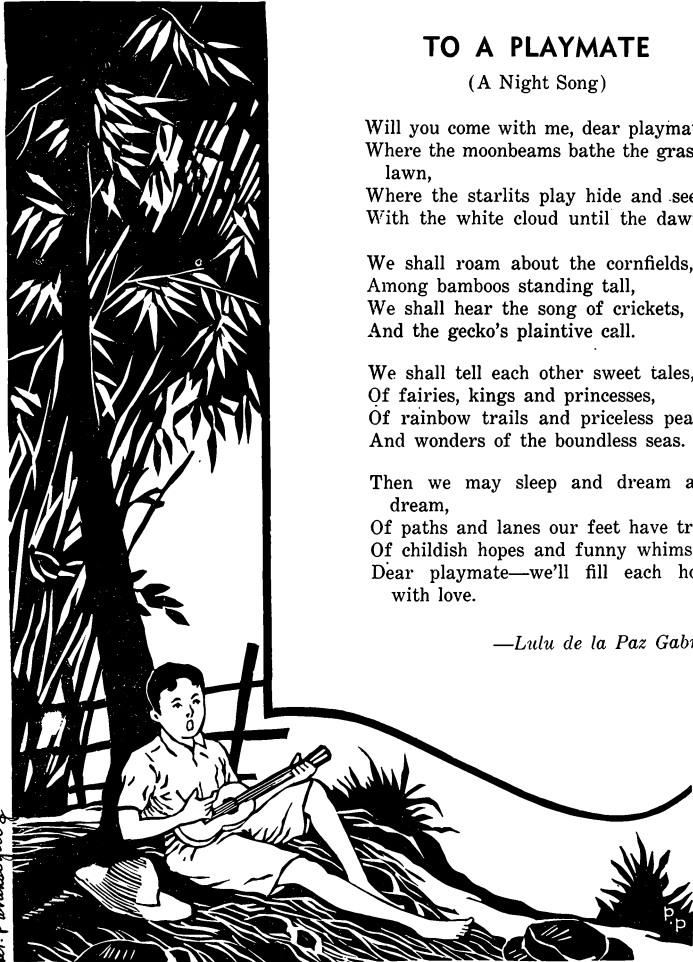 TO A PLAYMATE
(A Night Song)
Will you come with me, dear playma
Where the moonbeams bathe the gras
lawn,
Where the starlits play hide and see
With the white cloud until the daw
We shall roam about the cornfields,
Among bamboos standing tall,
We shall hear the song of crickets,
And the gecko's plaintive call.
We shall tell each other sweet tales,
Of fairies, kings and princesses,
Of rainbow trails and priceless pea
And wonders of the boundless seas.
Then we may sleep and dream a
dream,
Of paths and lanes our feet have tr
Of childish hopes and funny whims
Dear playmate—we'll fill each ho
with love.
—Lulu de la Paz Gab
P.P